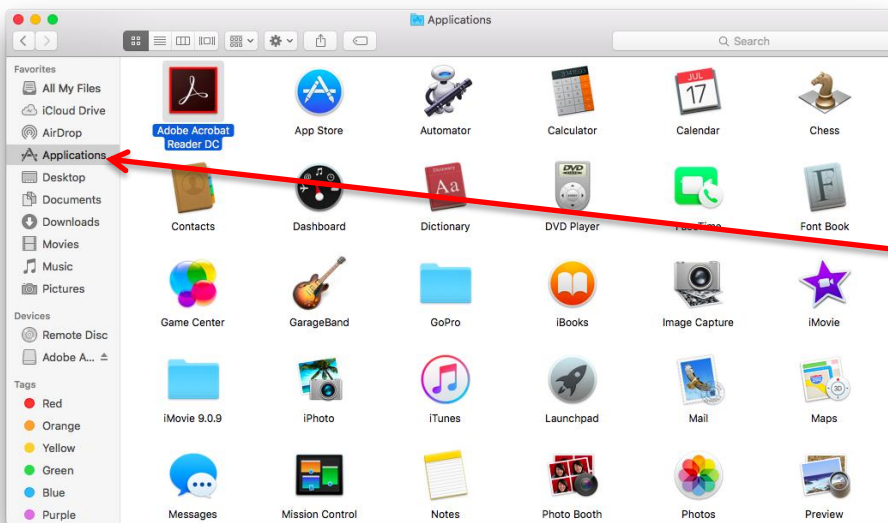 Applications
Search
Favorites
All My Files
iCloud Drive
AirDrop
Applications
Desktop
Documents
Downloads
Movies
Music
Pictures
Devices
Remote Disc
Adobe A...
Tags
Red
Orange
Yellow
Green
Blue
Purple
Adobe Acrobat
Reader DC
App Store
Automator
Calculator
JUL
17
Calendar
Chess
Contacts
Dashboard
Dictionary
Aa
Dictionary
DVD
DVD Player
FaceTime
F
Font Book
Game Center
GarageBand
GoPro
iBooks
Image Capture
iMovie
iMovie 9.0.9
iPhoto
iTunes
Launchpad
Mail
3D
Maps
Messages
Mission Control
Notes
Photo Booth
Photos
Preview